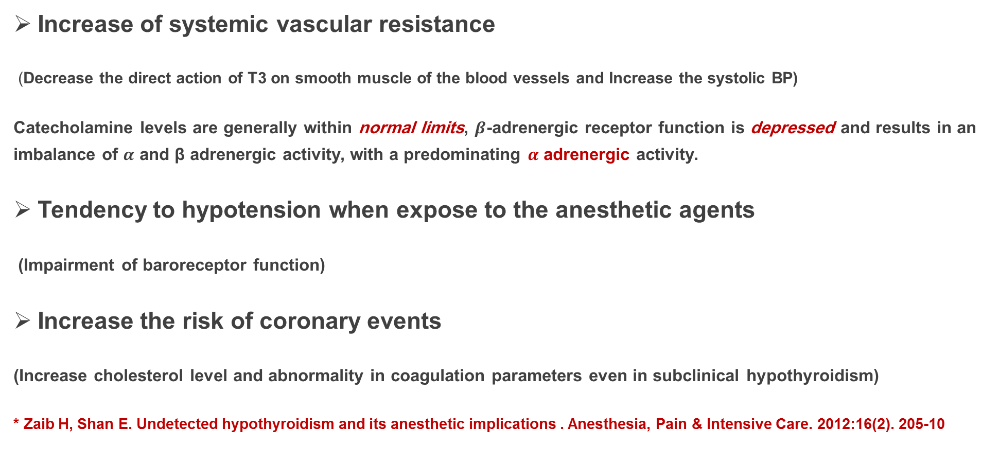 ➢ Increase of systemic vascular resistance
(Decrease the direct action of T3 on smooth muscle of the blood vessels and Increase the systolic BP)
Catecholamine levels are generally within normal limits, β-adrenergic receptor function is depressed and results in an
imbalance of α and β adrenergic activity, with a predominating α adrenergic activity.
➢ Tendency to hypotension when expose to the anesthetic agents
(Impairment of baroreceptor function)
➢ Increase the risk of coronary events
(Increase cholesterol level and abnormality in coagulation parameters even in subclinical hypothyroidism)
* Zaib H, Shan E. Undetected hypothyroidism and its anesthetic implications . Anesthesia, Pain & Intensive Care. 2012:16(2). 205-10